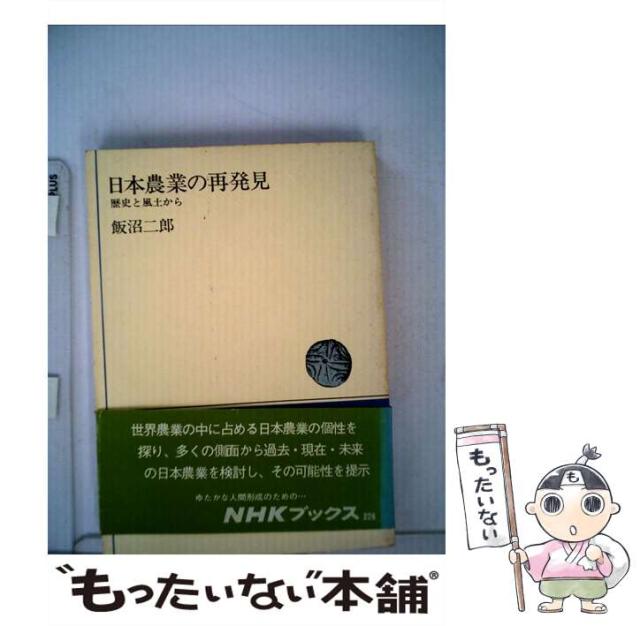 日本農業の再発見
歴史と風土から
飯沼二郎
世界農業の中に占める日本農業の個性を
探り、多くの側面から過去・現在・未来
の日本農業を検討し、その可能性を提示
ゆたかな人間形成のための…
NHKブックス 226
PLUS
もったいない
"もったいない"本舗®